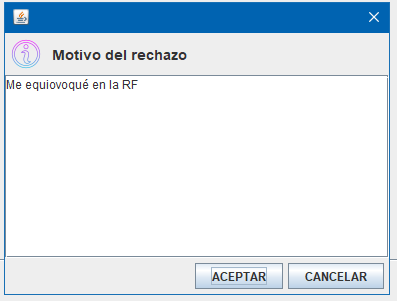 Motivo del rechazo
Me equiovoqué en la RF
ACEPTAR
CANCELAR